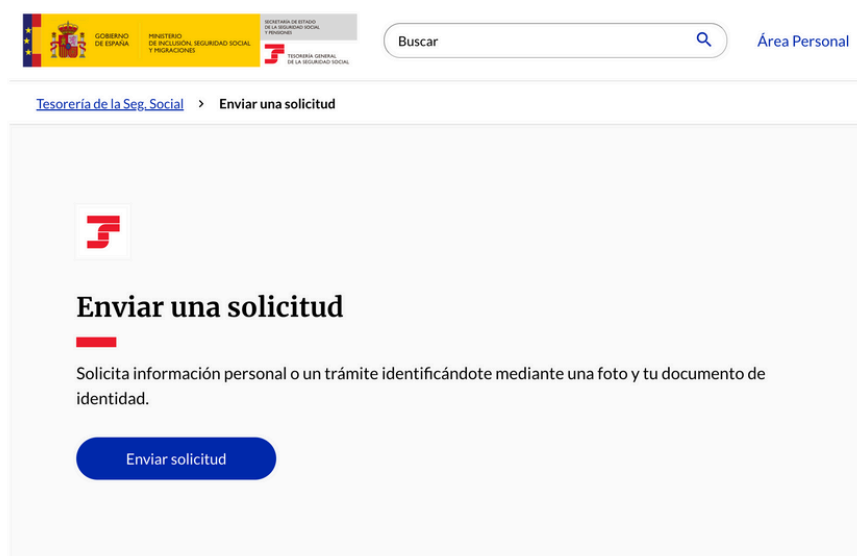 GOBIERNO
DE ESPAÑA
MINISTERIO
DE INCLUSIÓN, SEGURIDAD SOCIAL
Y MIGRACIONES
SECRETARÍA DE ESTADO
DE LA SEGURIDAD SOCIAL
Y PENSIONES
TESORERÍA GENERAL
DE LA SEGURIDAD SOCIAL
Buscar
Área Personal
Tesorería de la Seg. Social > Enviar una solicitud
Enviar una solicitud
Solicita información personal o un trámite identificándote mediante una foto y tu documento de
identidad.
Enviar solicitud